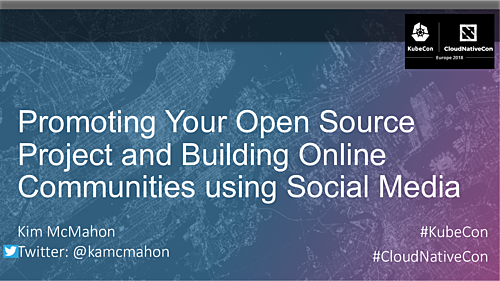 KubeCon
CloudNativeCon
Europe 2018
Promoting Your Open Source
Project and Building Online
Communities using Social Media
Kim McMahon
#KubeCon
Twitter: @kamcmahon
#CloudNativeCon